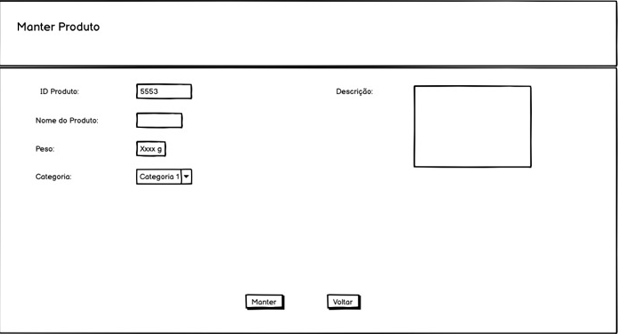 Manter Produto
ID Produto: 5553
Descrição:
Nome do Produto:
Peso: Xxxx g
Categoria: Categoria 1
Manter Voltar